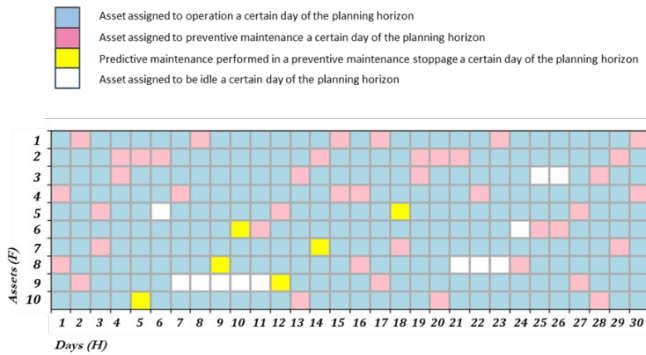 Asset assigned to operation a certain day of the planning horizon
Asset assigned to preventive maintenance a certain day of the planning horizon
Predictive maintenance performed in a preventive maintenance stoppage a certain day of the planning horizon
Asset assigned to be idle a certain day of the planning horizon
Assets (F)
1
2
3
4
5
6
7
8
9
10
1 2 3 4 5 6 7 8 9 10 11 12 13 14 15 16 17 18 19 20 21 22 23 24 25 26 27 28 29 30
Days (H)